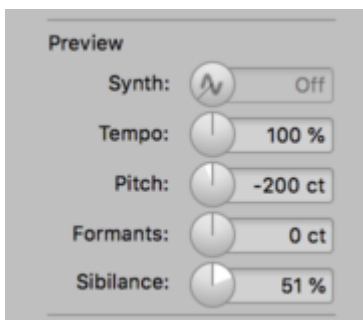 Preview
Synth: Off
Tempo: 100 %
Pitch: -200 ct
Formants: 0 ct
Sibilance: 51 %